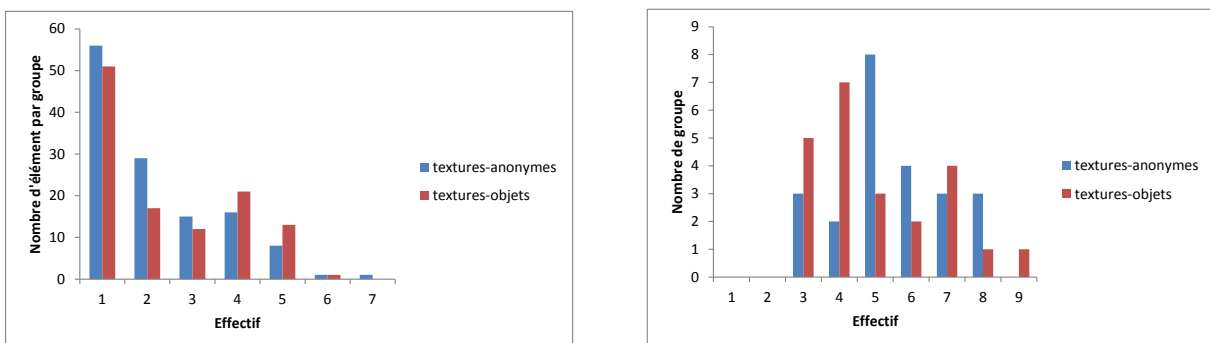 60
50
40
30
20
10
0
Nombre d'élément par groupe
1 2 3 4 5 6 7
Effectif
textures-anonymes
textures-objets
9
8
7
6
5
4
3
2
1
0
Nombre de groupe
1 2 3 4 5 6 7 8 9
Effectif
textures-anonymes
textures-objets